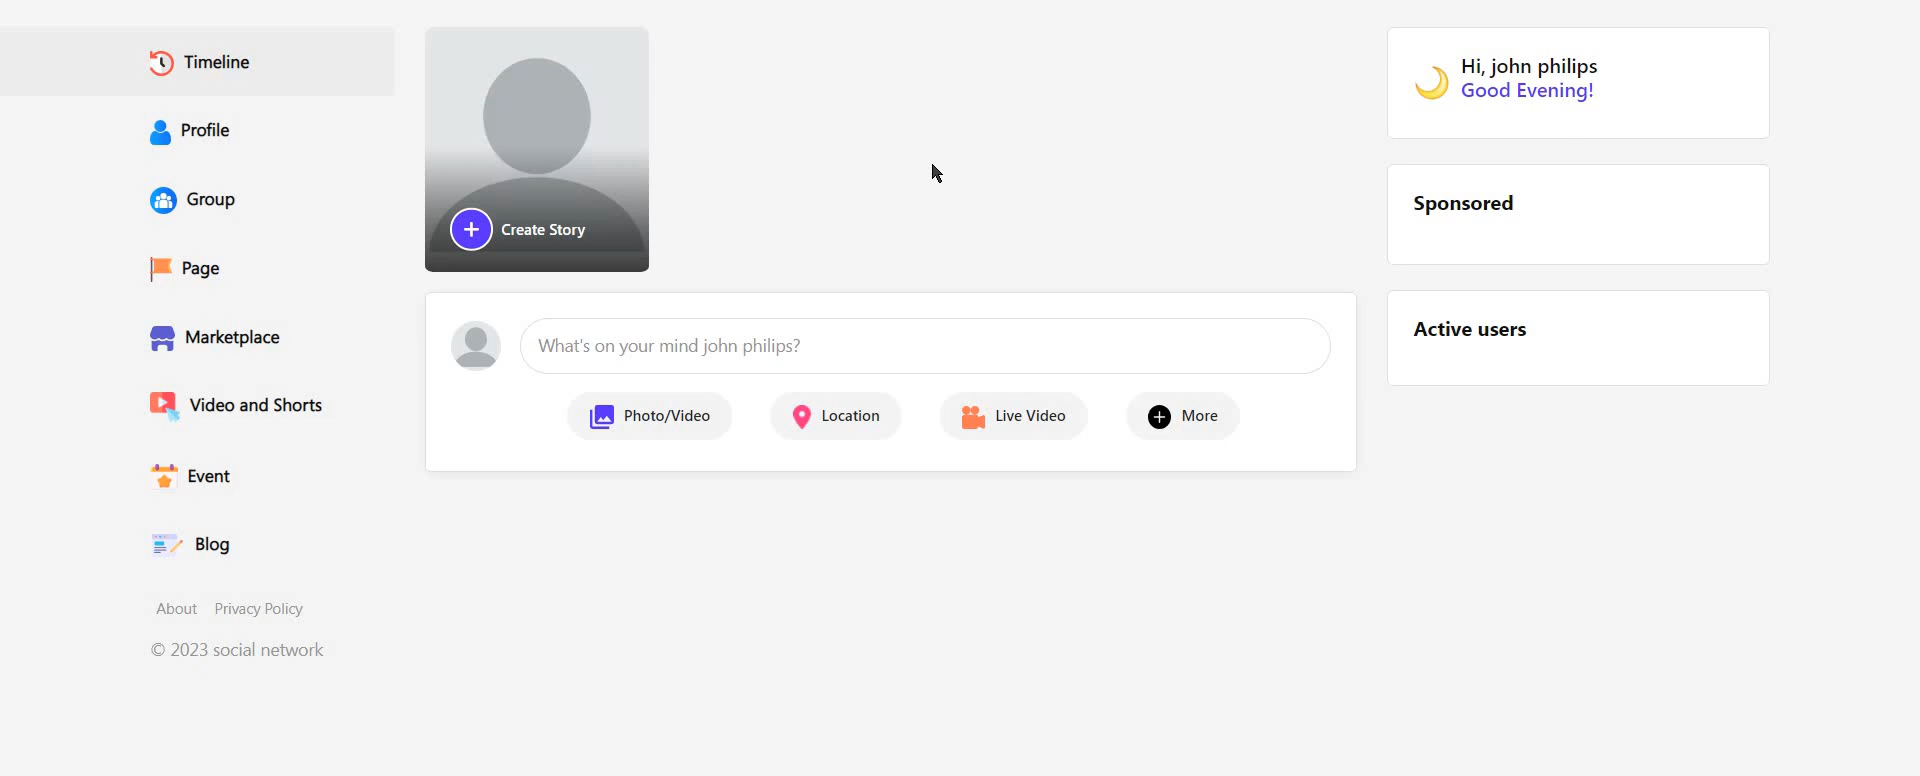 Timeline
Profile
Group
Page
Marketplace
Video and Shorts
Event
Blog
About Privacy Policy
© 2023 social network
Create Story
What's on your mind john philips?
Photo/Video
Location
Live Video
More
Hi, john philips
Good Evening!
Sponsored
Active users